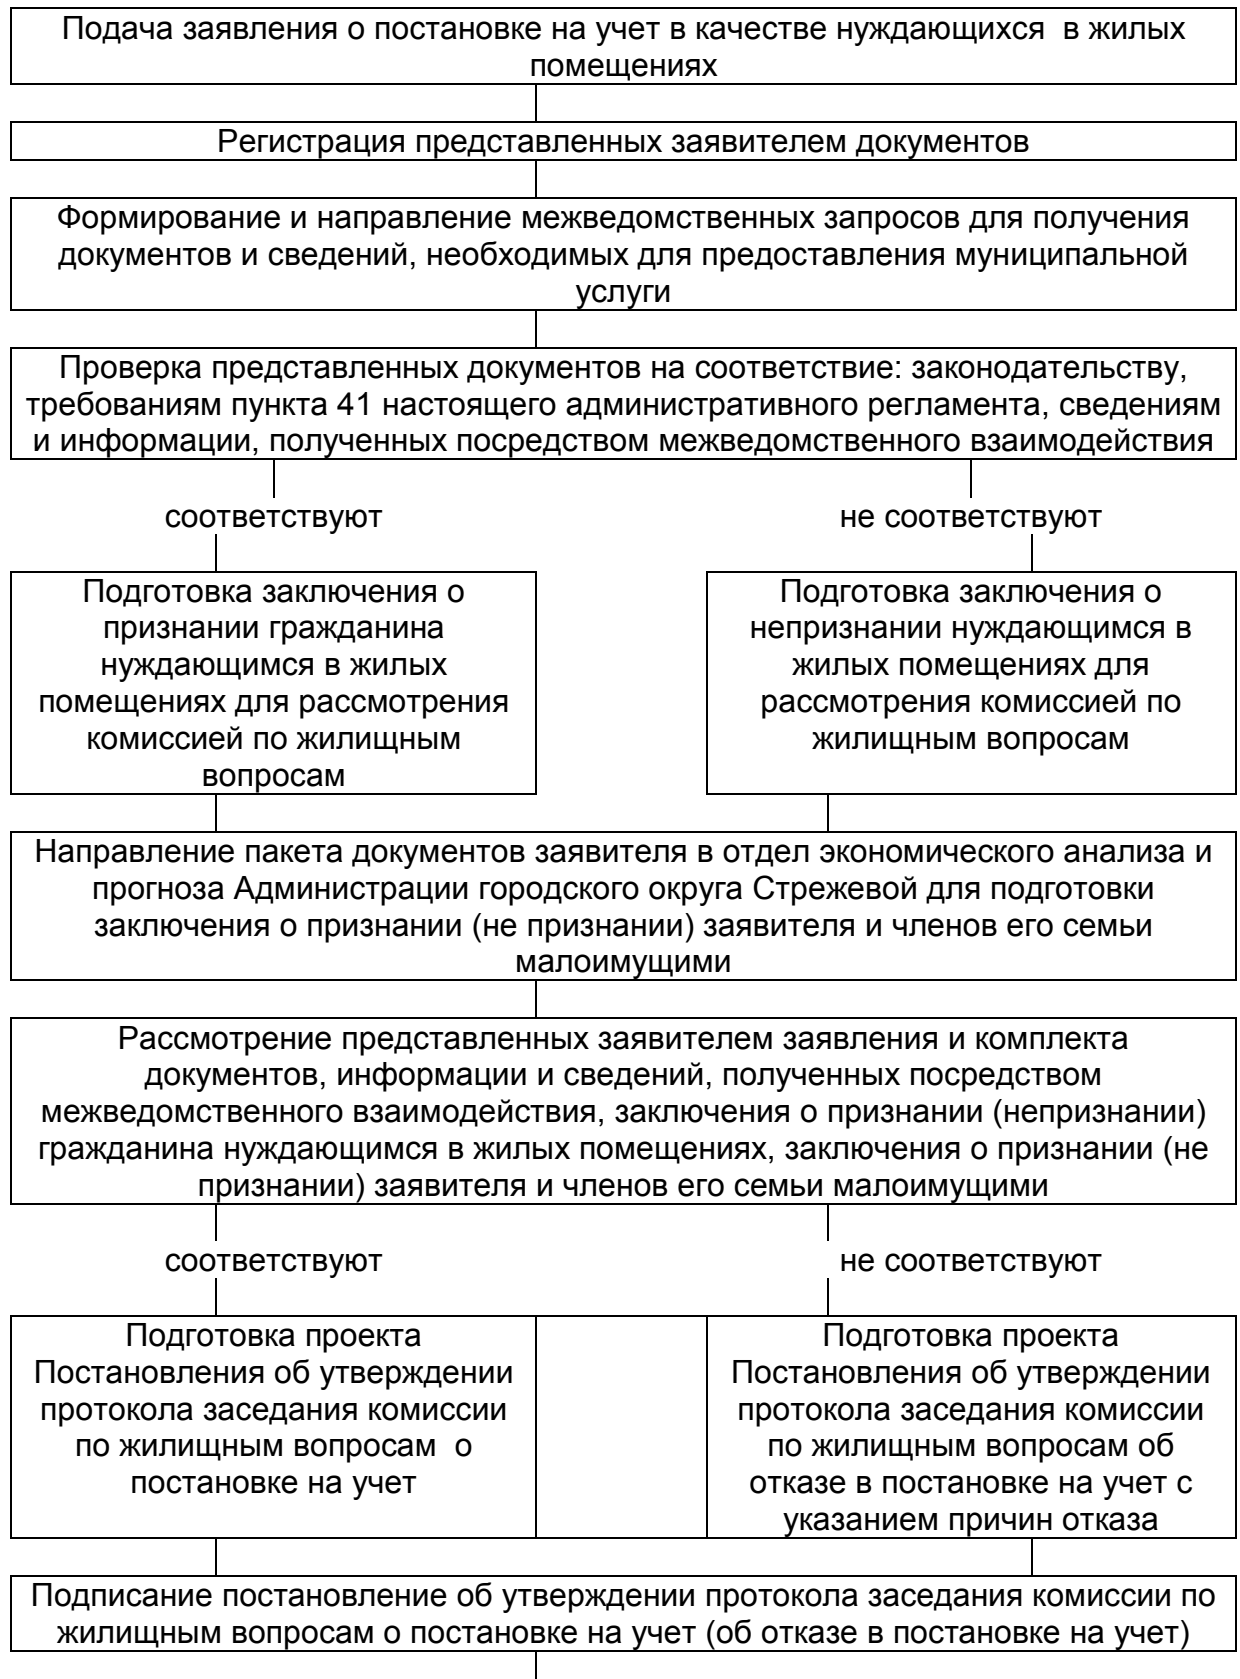 Подача заявления о постановке на учет в качестве нуждающихся в жилых
помещениях
Регистрация представленных заявителем документов
Формирование и направление межведомственных запросов для получения
документов и сведений, необходимых для предоставления муниципальной
услуги
Проверка представленных документов на соответствие: законодательству,
требованиям пункта 41 настоящего административного регламента, сведениям
и информации, полученных посредством межведомственного взаимодействия
соответствуют
не соответствуют
Подготовка заключения о
признании гражданина
нуждающимся в жилых
помещениях для рассмотрения
комиссией по жилищным
вопросам
Подготовка заключения о
непризнании нуждающимся в
жилых помещениях для
рассмотрения комиссией по
жилищным вопросам
Направление пакета документов заявителя в отдел экономического анализа и
прогноза Администрации городского округа Стрежевой для подготовки
заключения о признании (не признании) заявителя и членов его семьи
малоимущими
Рассмотрение представленных заявителем заявления и комплекта
документов, информации и сведений, полученных посредством
межведомственного взаимодействия, заключения о признании (непризнании)
гражданина нуждающимся в жилых помещениях, заключения о признании (не
признании) заявителя и членов его семьи малоимущими
соответствуют
не соответствуют
Подготовка проекта
Постановления об утверждении
протокола заседания комиссии
по жилищным вопросам о
постановке на учет
Подготовка проекта
Постановления об утверждении
протокола заседания комиссии
по жилищным вопросам об
отказе в постановке на учет с
указанием причин отказа
Подписание постановление об утверждении протокола заседания комиссии по
жилищным вопросам о постановке на учет (об отказе в постановке на учет)